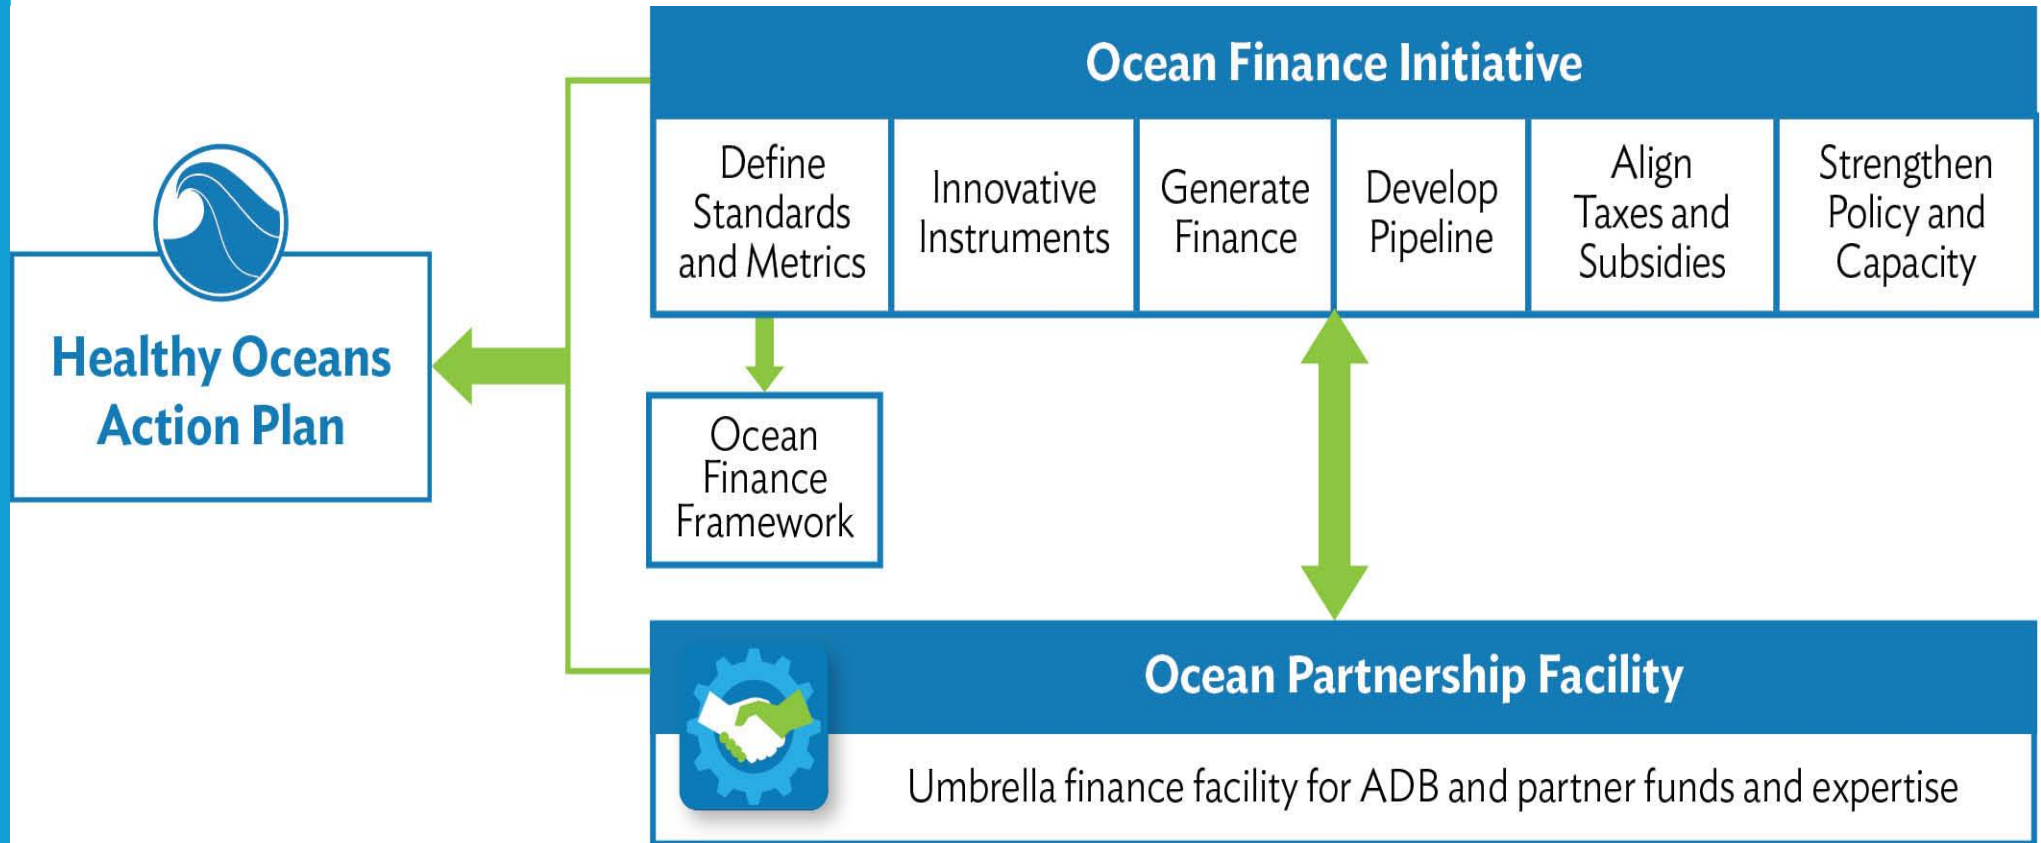 Ocean Finance Initiative
Define
Standards
and Metrics
Innovative
Instruments
Generate
Finance
Develop
Pipeline
Align
Taxes and
Subsidies
Strengthen
Policy and
Capacity
Healthy Oceans
Action Plan
Ocean
Finance
Framework
Ocean Partnership Facility
Umbrella finance facility for ADB and partner funds and expertise